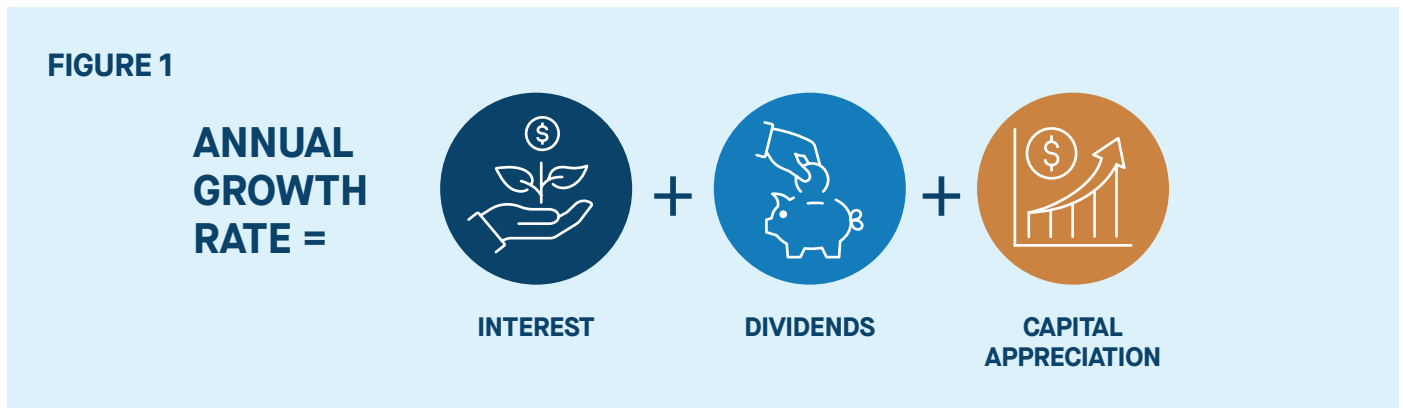 FIGURE 1
ANNUAL
GROWTH
RATE =
$
+
$
+
INTEREST
DIVIDENDS
CAPITAL
APPRECIATION